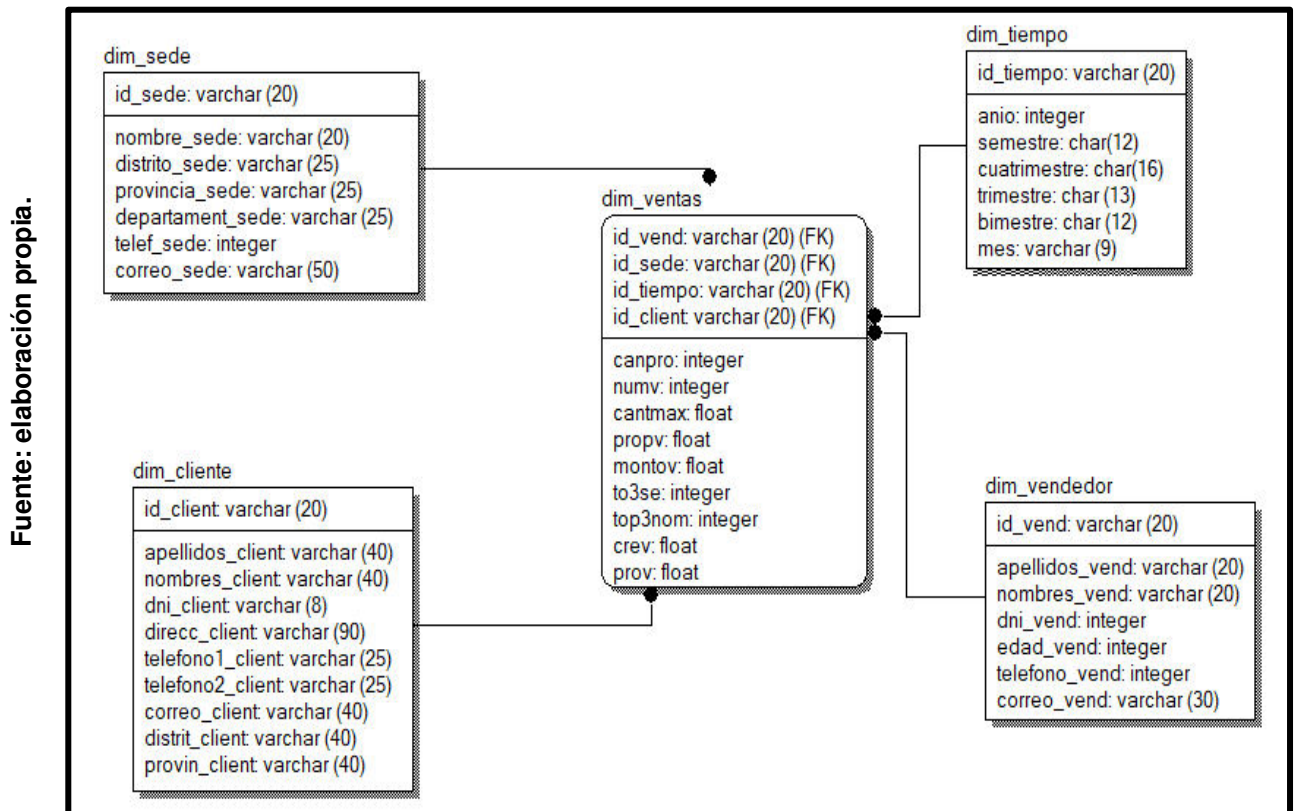 Fuente: elaboración propia.
dim_sede
id_sede: varchar (20)
nombre_sede: varchar (20)
distrito_sede: varchar (25)
provincia_sede: varchar (25)
departament_sede: varchar (25)
telef_sede: integer
correo_sede: varchar (50)
dim_tiempo
id_tiempo: varchar (20)
anio: integer
semestre: char(12)
cuatrimestre: char(16)
trimestre: char (13)
bimestre: char (12)
mes: varchar (9)
dim_ventas
id_vend: varchar (20) (FK)
id_sede: varchar (20) (FK)
id_tiempo: varchar (20) (FK)
id_client: varchar (20) (FK)
canpro: integer
numv: integer
cantmax: float
propv: float
montov: float
to3se: integer
top3nom: integer
crev: float
prov: float
dim_cliente
id_client: varchar (20)
apellidos_client: varchar (40)
nombres_client: varchar (40)
dni_client: varchar (8)
direcc_client: varchar (90)
telefono1_client: varchar (25)
telefono2_client: varchar (25)
correo_client: varchar (40)
distrit_client: varchar (40)
provin_client: varchar (40)
dim_vendedor
id_vend: varchar (20)
apellidos_vend: varchar (20)
nombres_vend: varchar (20)
dni_vend: integer
edad_vend: integer
telefono_vend: integer
correo_vend: varchar (30)